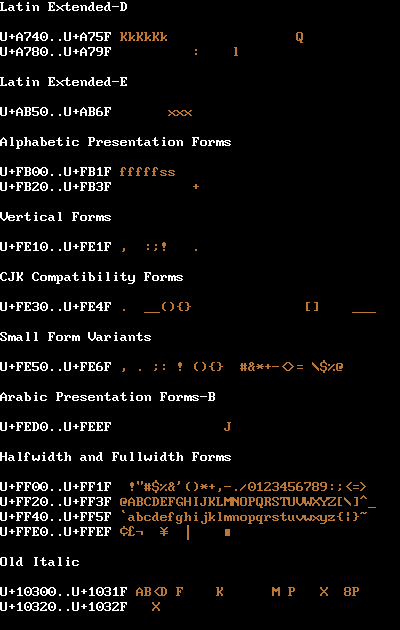 Latin Extended-D
U+A740..U+A75F KkKkKk                 Q
U+A780..U+A79F           :    l
Latin Extended-E
U+AB50..U+AB6F       xxx
Alphabetic Presentation Forms
U+FB00..U+FB1F fffffss
U+FB20..U+FB3F          +
Vertical Forms
U+FE10..U+FE1F ,  :;!   .
CJK Compatibility Forms
U+FE30..U+FE4F .  __(){}               []    ___
Small Form Variants
U+FE50..U+FE6F , . ;: ! (){}  #&*+-<>= \$%@
Arabic Presentation Forms-B
U+FED0..U+FEEF              J
Halfwidth and Fullwidth Forms
U+FF00..U+FF1F  !"#$%&'()*+,-./0123456789:;<=>
U+FF20..U+FF3F @ABCDEFGHIJKLMNOPQRSTUVWXYZ[\]^_
U+FF40..U+FF5F `abcdefghijklmnopqrstuvwxyz{¦}~
U+FFE0..U+FFEF ¢£¬  ¥  │    ■
Old Italic
U+10300..U+1031F AB<D F    K      M P   X  8P
U+10320..U+1032F   X